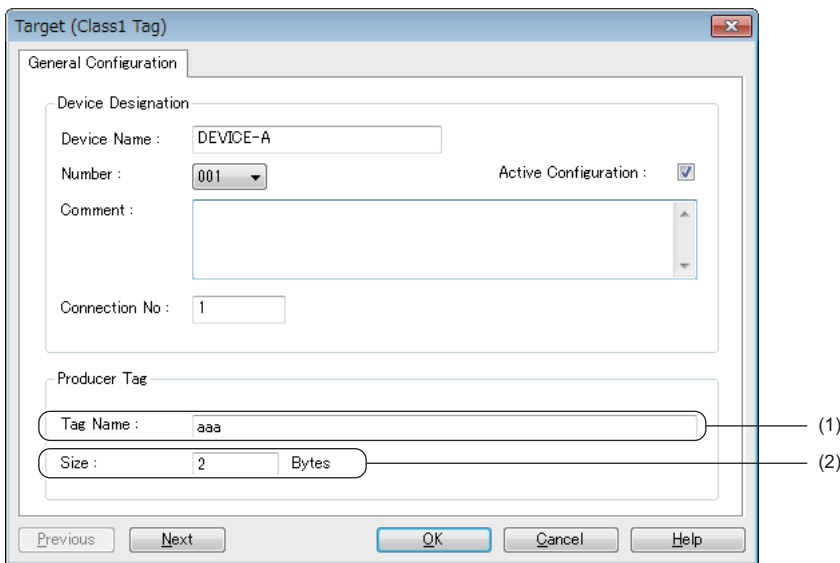 Target (Class1 Tag)
General Configuration
Device Designation
Device Name : DEVICE-A
Number : 001 Active Configuration :
Comment :
Connection No : 1
Producer Tag
Tag Name : aaa (1)
Size : 2 Bytes (2)
Previous Next OK Cancel Help